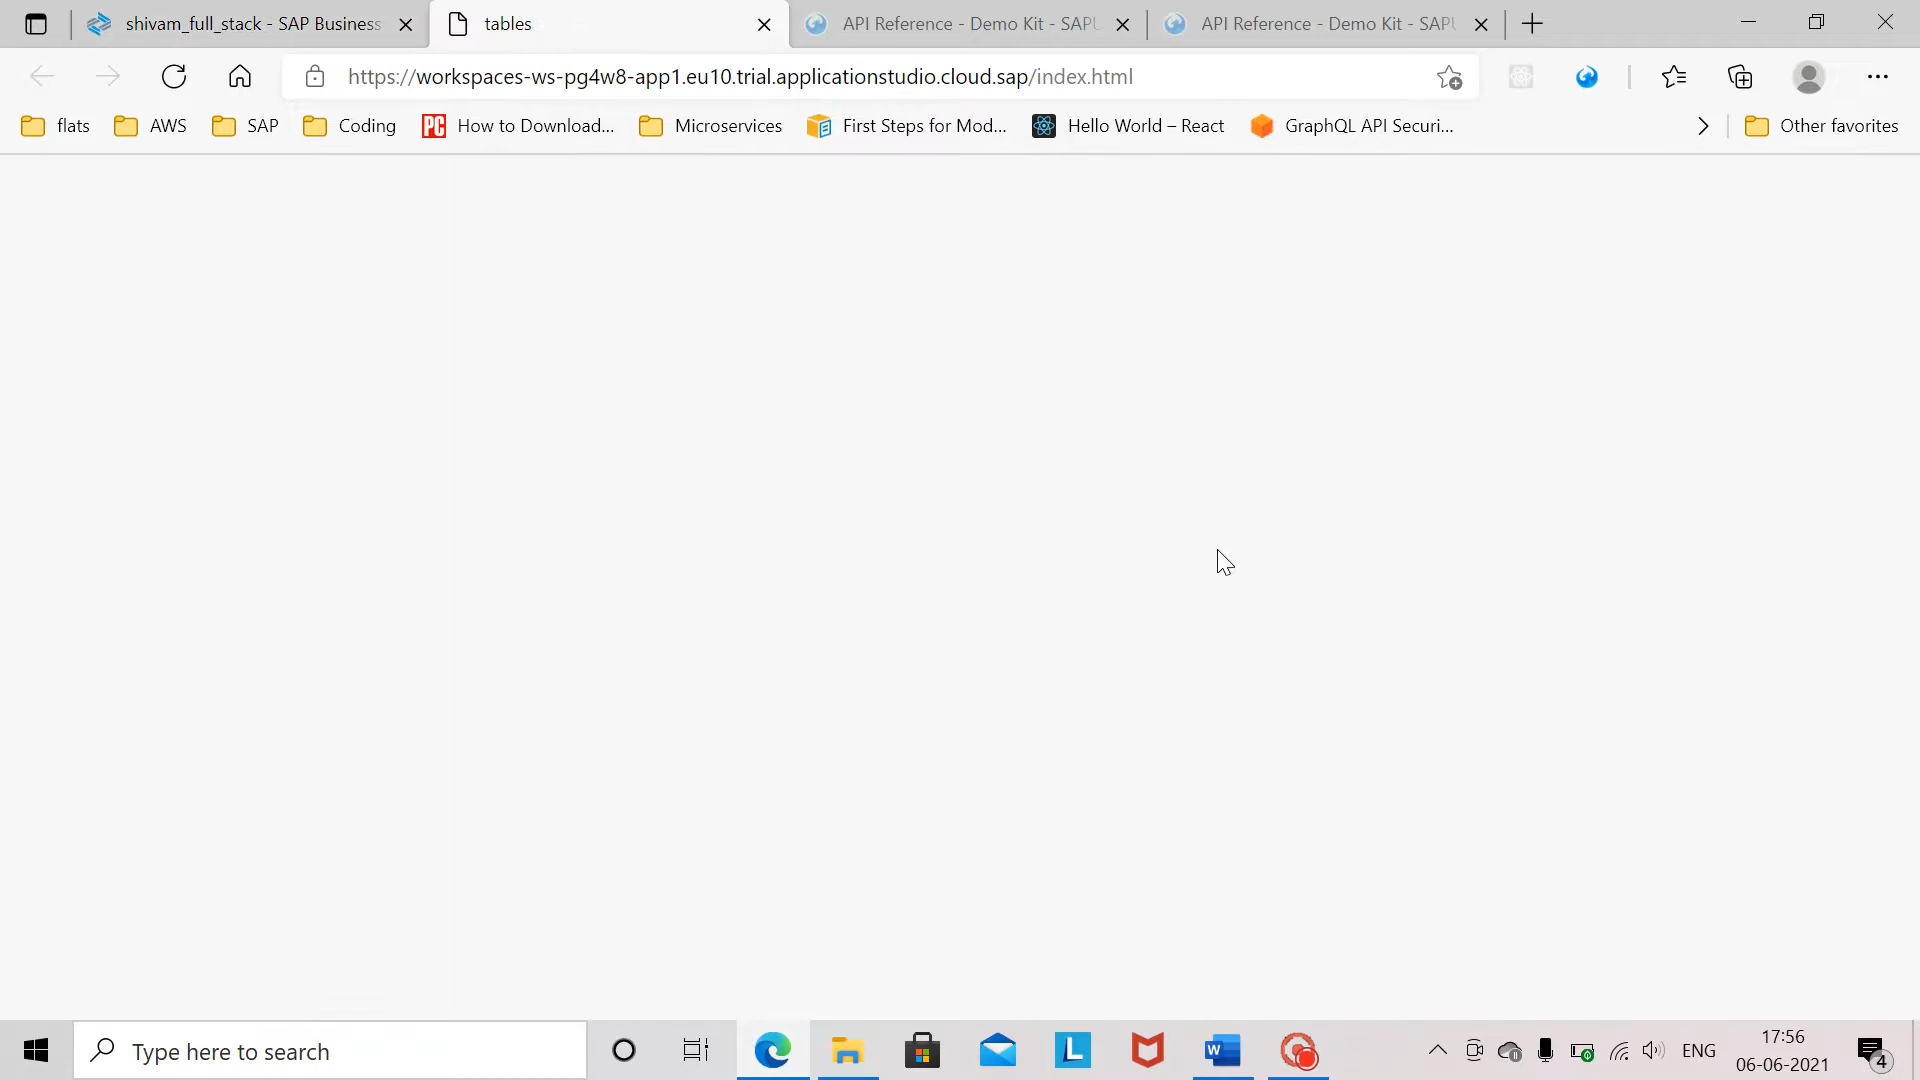 shivam_full_stack - SAP Business
tables
API Reference - Demo Kit - SAPU
API Reference - Demo Kit - SAPU
https://workspaces-ws-pg4w8-app1.eu10.trial.applicationstudio.cloud.sap/index.html
flats
AWS
SAP
Coding
PC
How to Download...
Microservices
First Steps for Mod...
Hello World – React
GraphQL API Securi...
Other favorites
Type here to search
L
W
ENG
17:56
06-06-2021
4